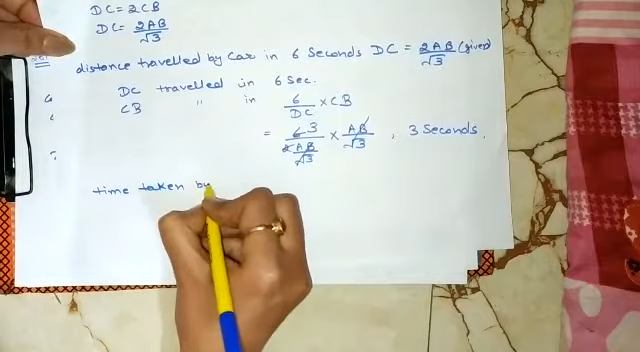 DC = 2CB
DC = 2AB/√3
distance travelled by Car in 6 Seconds DC = 2AB/√3 (given)
DC travelled in 6 Sec.
CB " in 6/DC × CB
= 6 3/(2AB/√3) × AB/√3 , 3 Seconds.
time taken by